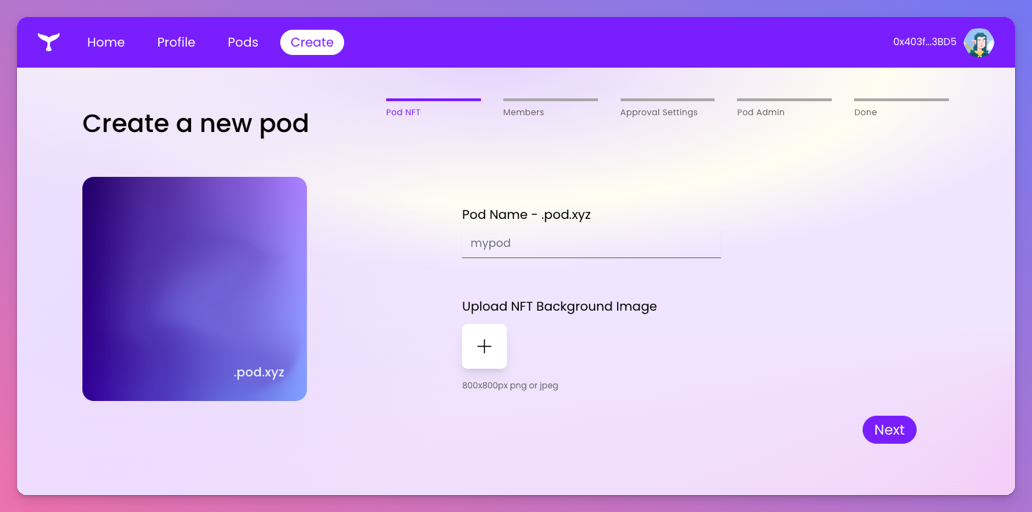 Home Profile Pods Create 0x403f...3BD5
Pod NFT Members Approval Settings Pod Admin Done
Create a new pod
Pod Name - .pod.xyz
mypod
Upload NFT Background Image
800x800px png or jpeg
.pod.xyz
Next